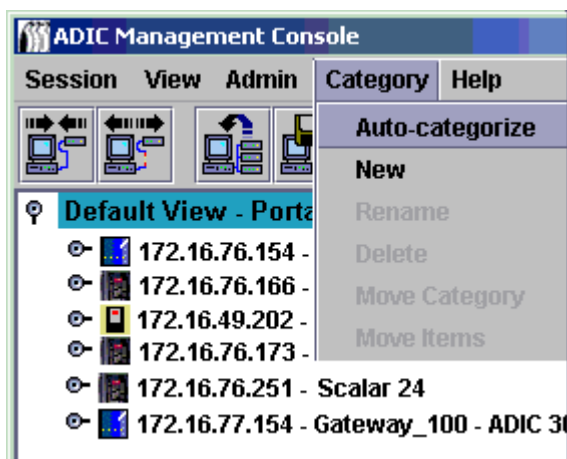 ADIC Management Console
Session View Admin Category Help
Auto-categorize
New
Rename
Delete
Move Category
Move Items
Default View - Porta
172.16.76.154 -
172.16.76.166 -
172.16.49.202 -
172.16.76.173 -
172.16.76.251 - Scalar 24
172.16.77.154 - Gateway_100 - ADIC